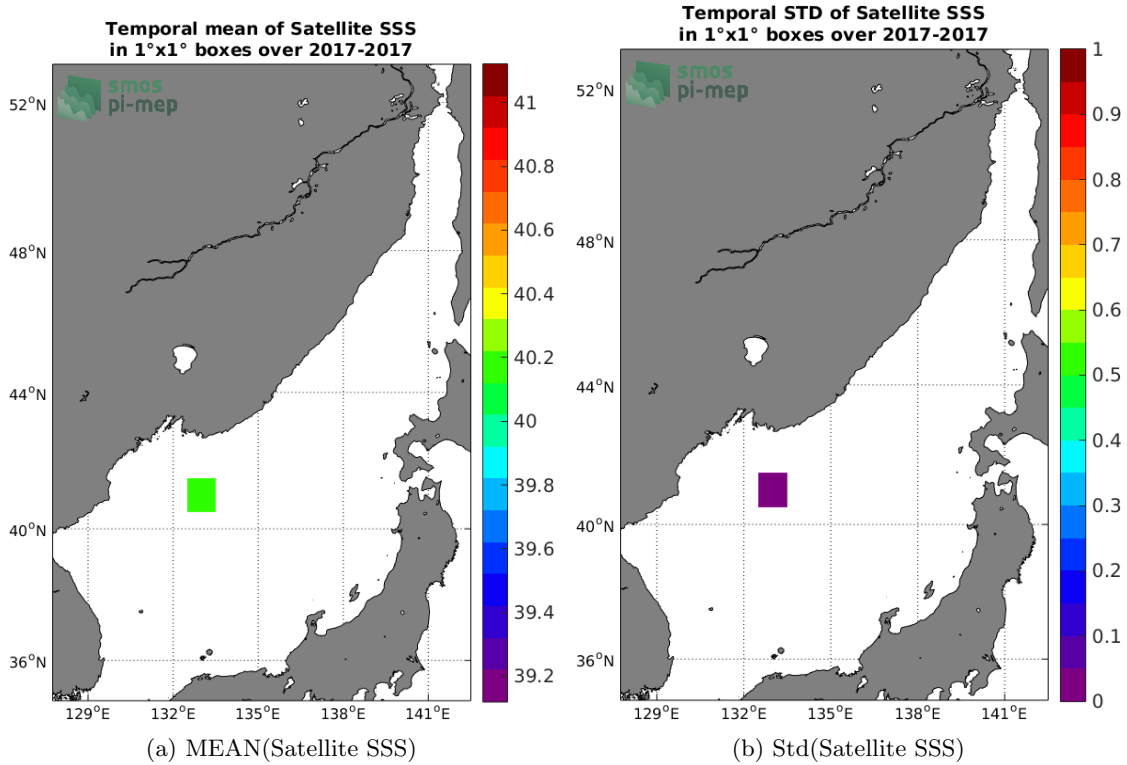 Temporal mean of Satellite SSS
in 1°x1° boxes over 2017-2017
smos
pi-mep
52°N
48°N
44°N
40°N
36°N
129°E
132°E
135°E
138°E
141°E
41
40.8
40.6
40.4
40.2
40
39.8
39.6
39.4
39.2
(a) MEAN(Satellite SSS)
Temporal STD of Satellite SSS
in 1°x1° boxes over 2017-2017
smos
pi-mep
52°N
48°N
44°N
40°N
36°N
129°E
132°E
135°E
138°E
141°E
1
0.9
0.8
0.7
0.6
0.5
0.4
0.3
0.2
0.1
0
(b) Std(Satellite SSS)